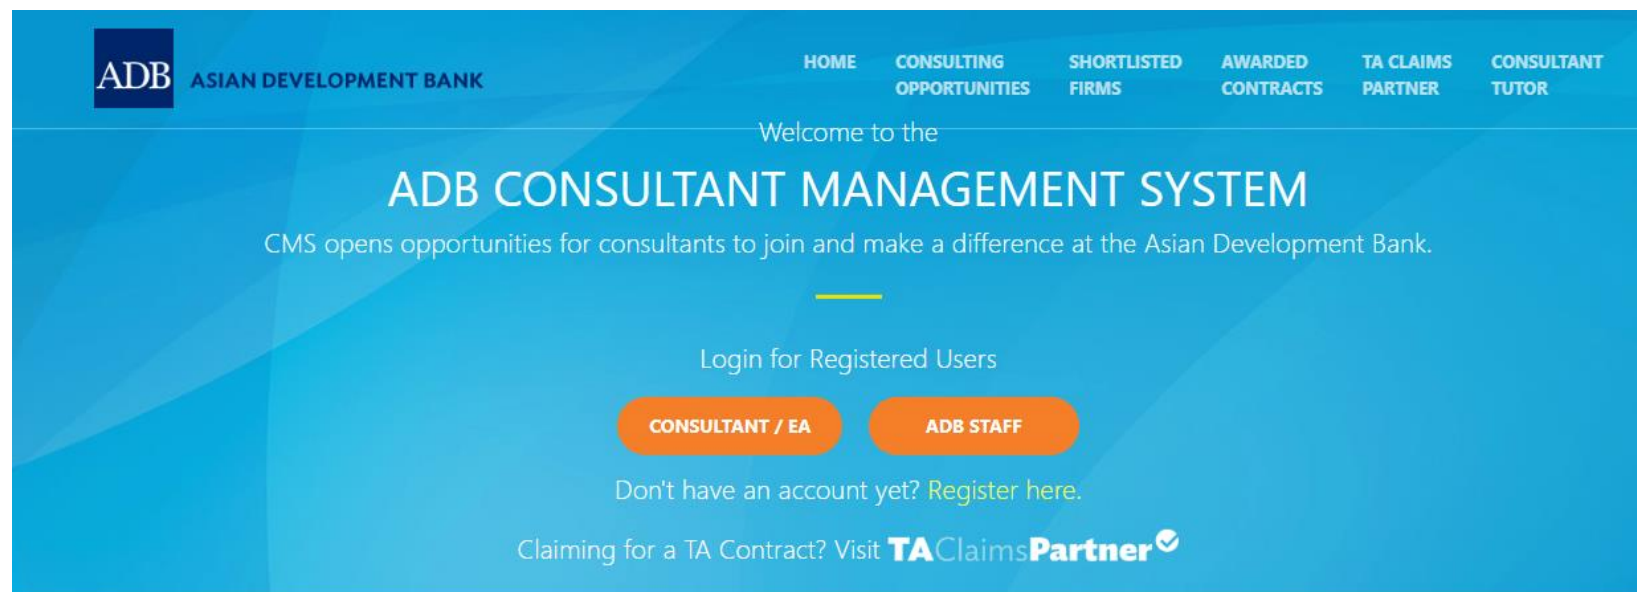 ADB ASIAN DEVELOPMENT BANK
HOME
CONSULTING
OPPORTUNITIES
SHORTLISTED
FIRMS
AWARDED
CONTRACTS
TA CLAIMS
PARTNER
CONSULTANT
TUTOR
Welcome to the
ADB CONSULTANT MANAGEMENT SYSTEM
CMS opens opportunities for consultants to join and make a difference at the Asian Development Bank.
Login for Registered Users
CONSULTANT / EA
ADB STAFF
Don't have an account yet? Register here.
Claiming for a TA Contract? Visit TAClaimsPartner